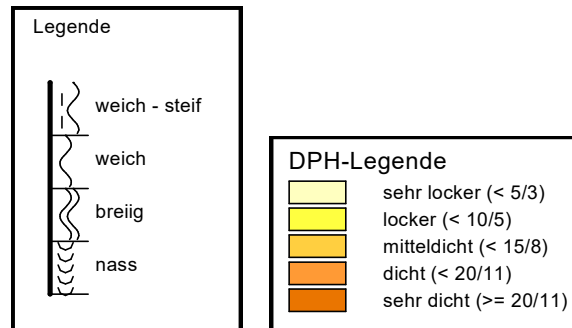 Legende
weich - steif
weich
breiig
nass
DPH-Legende
sehr locker (< 5/3)
locker (< 10/5)
mitteldicht (< 15/8)
dicht (< 20/11)
sehr dicht (>= 20/11)